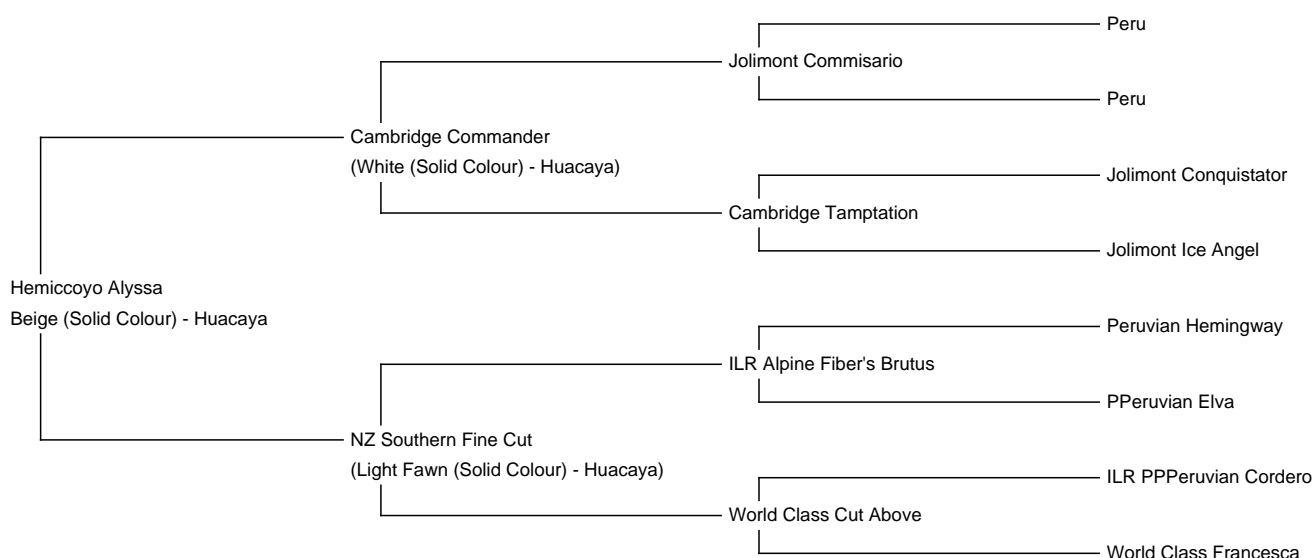 Peru
Jolimont Commisario
Peru
Cambridge Commander
(White (Solid Colour) - Huacaya)
Jolimont Conquistator
Cambridge Tamptation
Jolimont Ice Angel
Hemiccoyo Alyssa
Beige (Solid Colour) - Huacaya
Peruvian Hemingway
ILR Alpine Fiber's Brutus
PPeruvian Elva
NZ Southern Fine Cut
(Light Fawn (Solid Colour) - Huacaya)
ILR PPPeruvian Cordero
World Class Cut Above
World Class Francesca